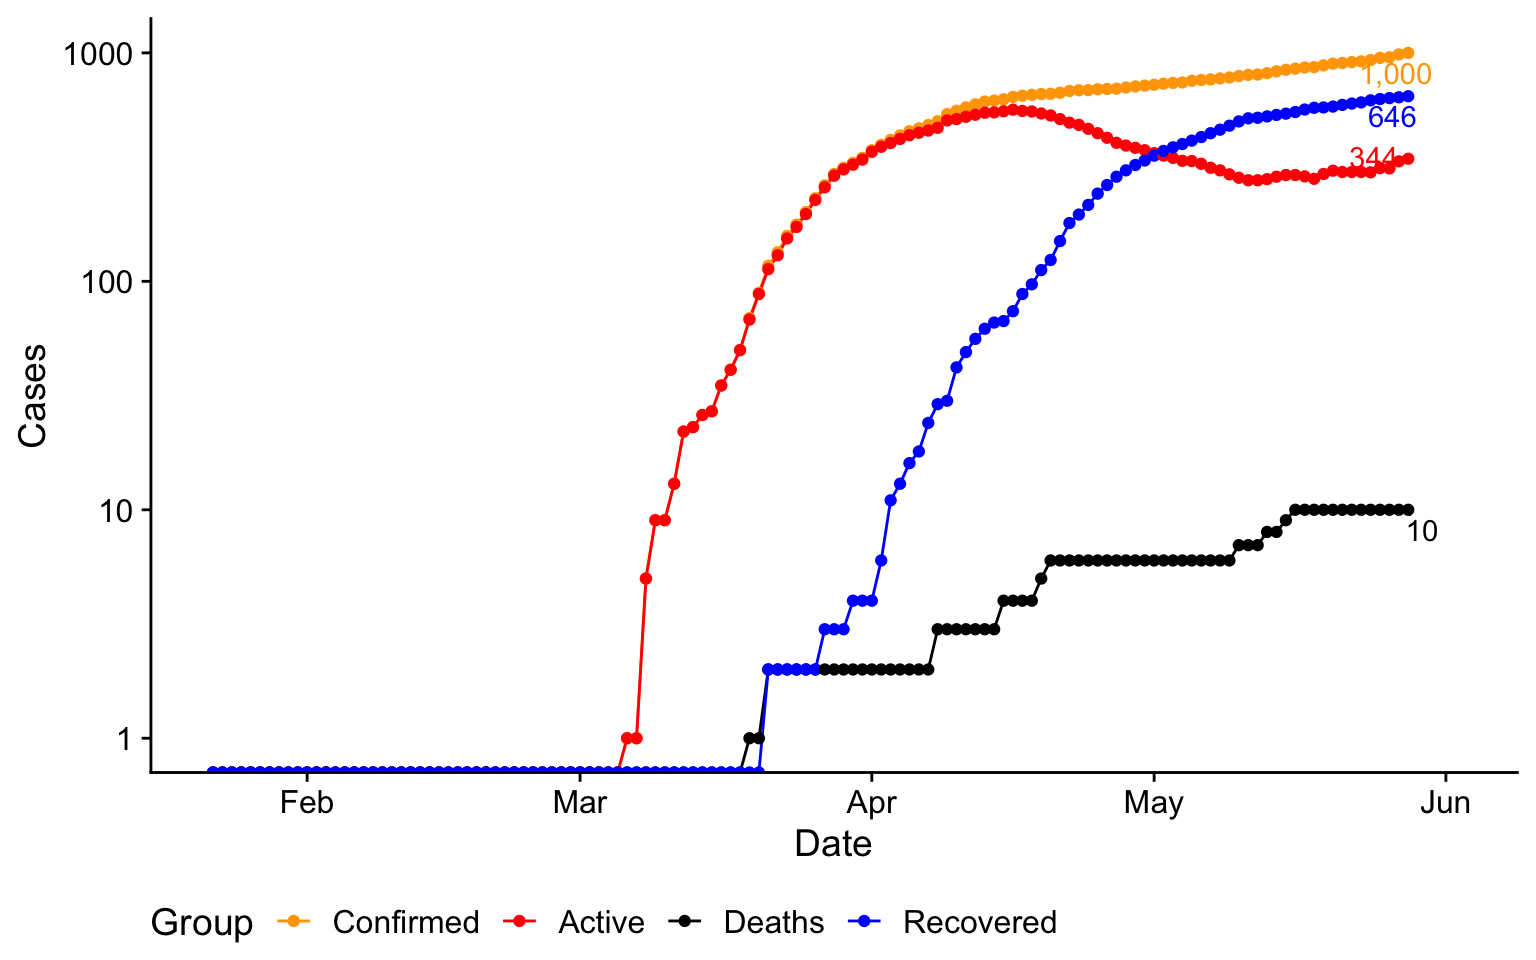 1000
1,000
646
344
100
Cases
10
10
1
Feb Mar Apr May Jun
Date
Group Confirmed Active Deaths Recovered